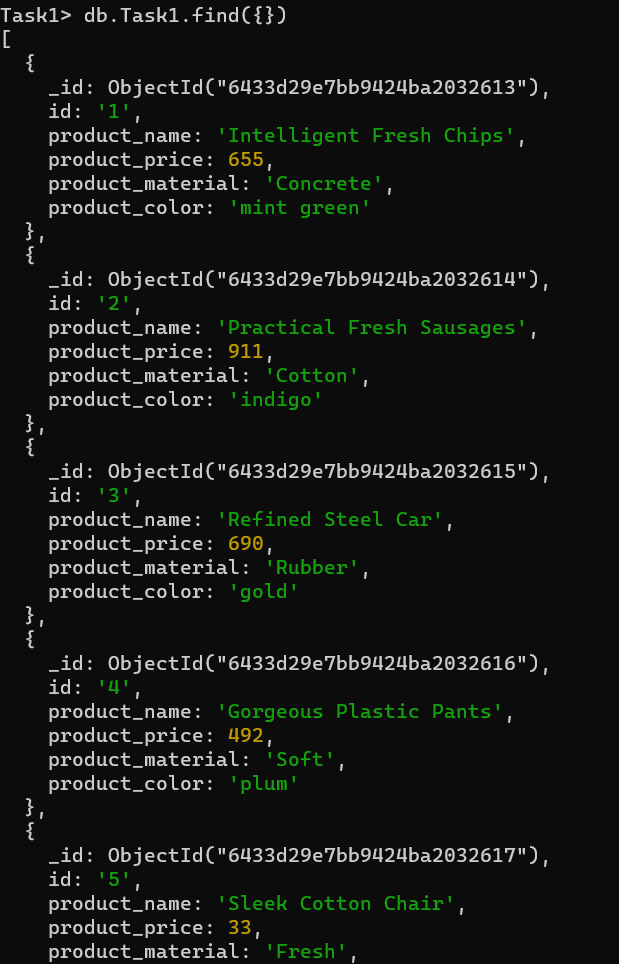 Task1> db.Task1.find({})
[
  {
    _id: ObjectId("6433d29e7bb9424ba2032613"),
    id: '1',
    product_name: 'Intelligent Fresh Chips',
    product_price: 655,
    product_material: 'Concrete',
    product_color: 'mint green'
  },
  {
    _id: ObjectId("6433d29e7bb9424ba2032614"),
    id: '2',
    product_name: 'Practical Fresh Sausages',
    product_price: 911,
    product_material: 'Cotton',
    product_color: 'indigo'
  },
  {
    _id: ObjectId("6433d29e7bb9424ba2032615"),
    id: '3',
    product_name: 'Refined Steel Car',
    product_price: 690,
    product_material: 'Rubber',
    product_color: 'gold'
  },
  {
    _id: ObjectId("6433d29e7bb9424ba2032616"),
    id: '4',
    product_name: 'Gorgeous Plastic Pants',
    product_price: 492,
    product_material: 'Soft',
    product_color: 'plum'
  },
  {
    _id: ObjectId("6433d29e7bb9424ba2032617"),
    id: '5',
    product_name: 'Sleek Cotton Chair',
    product_price: 33,
    product_material: 'Fresh',